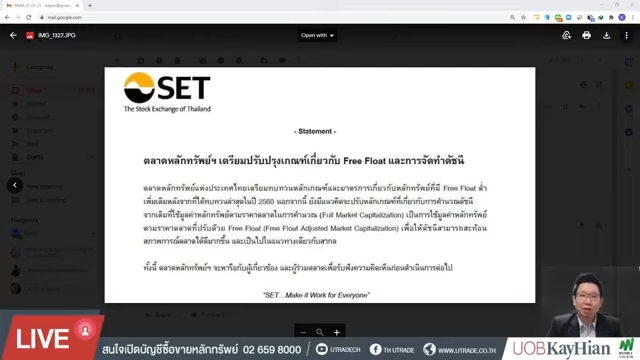 mail.google.com
IMG_1327.JPG
Open with
Compose
SET
The Stock Exchange of Thailand
- Statement -
ตลาดหลักทรัพย์ฯ เตรียมปรับปรุงเกณฑ์เกี่ยวกับ Free Float และการจัดทำดัชนี
ตลาดหลักทรัพย์แห่งประเทศไทยเตรียมทบทวนหลักเกณฑ์และมาตรการเกี่ยวกับหลักทรัพย์ที่มี Free Float ต่ำ
เพิ่มเติมหลังจากที่ได้ทบทวนล่าสุดในปี 2560 นอกจากนี้ ยังมีแนวคิดจะปรับหลักเกณฑ์ที่เกี่ยวกับการคำนวณดัชนี
จากเดิมที่ใช้มูลค่าหลักทรัพย์ตามราคาตลาดในการคำนวณ (Full Market Capitalization) เป็นการใช้มูลค่าหลักทรัพย์
ตามราคาตลาดที่ปรับด้วย Free Float (Free Float Adjusted Market Capitalization) เพื่อให้ดัชนีสามารถสะท้อน
สภาพการณ์ตลาดได้ดีมากขึ้น และเป็นไปในแนวทางเดียวกับสากล
ทั้งนี้ ตลาดหลักทรัพย์ฯ จะหารือกับผู้เกี่ยวข้อง และผู้ร่วมตลาดเพื่อรับฟังความคิดเห็นก่อนดำเนินการต่อไป
"SET...Make it Work for Everyone"
Drafts
New meeting
Hangouts
Reply
Forward
LIVE
สนใจเปิดบัญชีซื้อขายหลักทรัพย์ 02 659 8000
UTRADECH
TH UTRADE
WWW.UTRADE.CO.TH
UOBKayHian